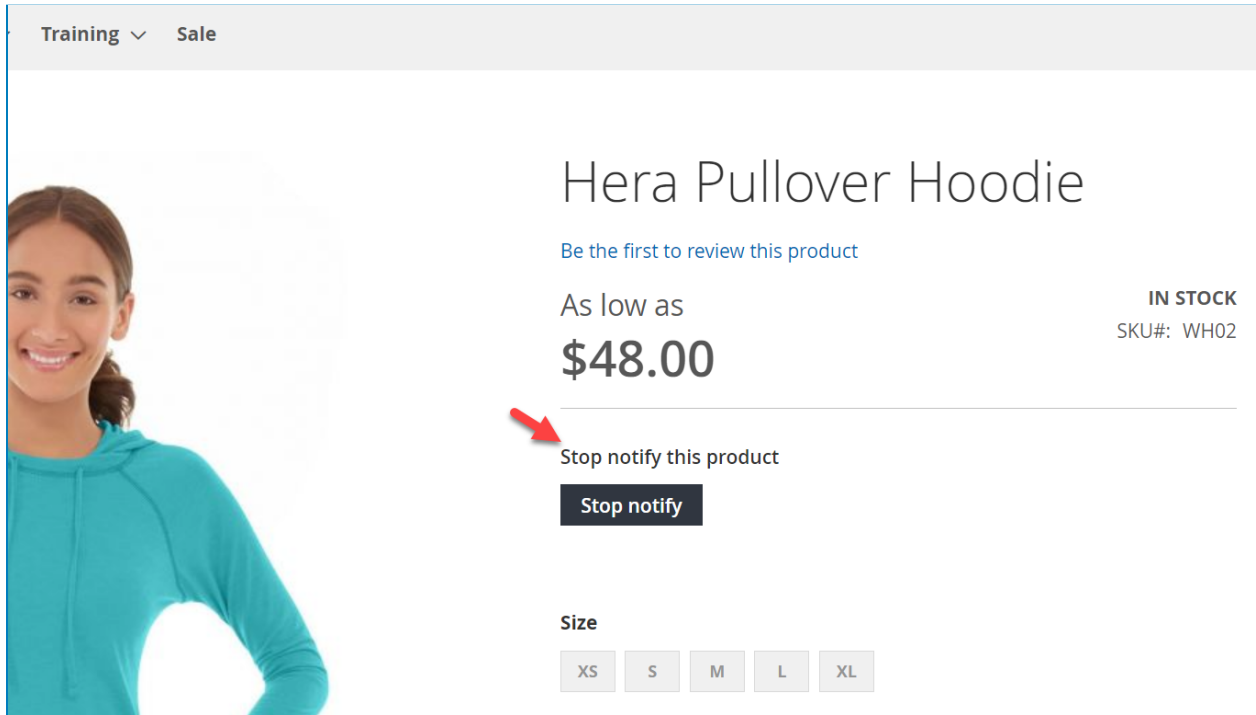 Training Sale
Hera Pullover Hoodie
Be the first to review this product
As low as
IN STOCK
$48.00
SKU#: WH02
Stop notify this product
Stop notify
Size
XS S M L XL